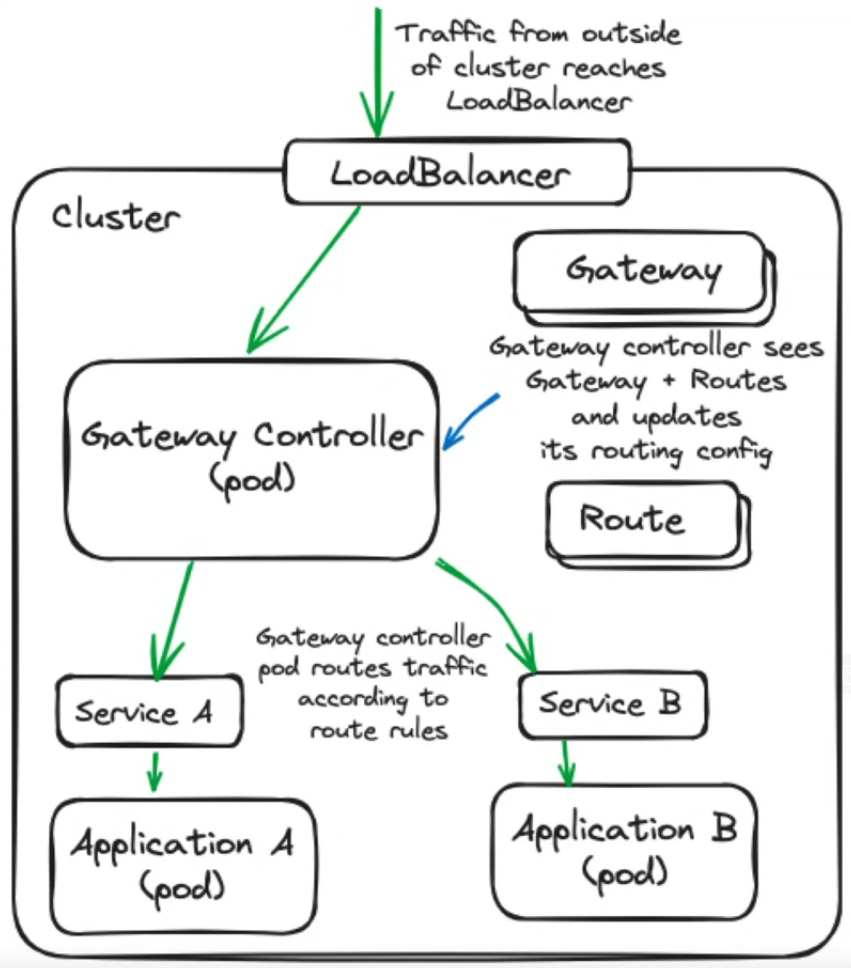 Traffic from outside
of cluster reaches
LoadBalancer
LoadBalancer
Cluster
Gateway
Gateway controller sees
Gateway + Routes
and updates
its routing config
Gateway Controller
(pod)
Route
Gateway controller
pod routes traffic
according to
route rules
Service A
Service B
Application A
(pod)
Application B
(pod)